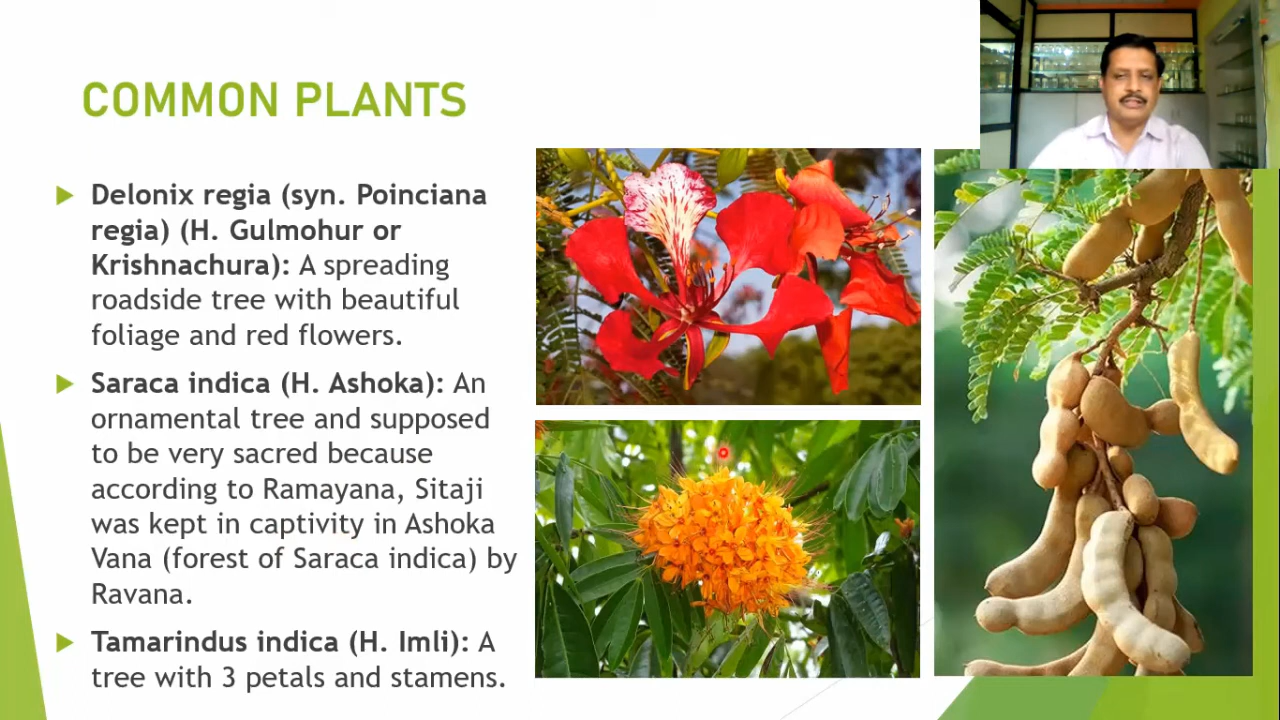 COMMON PLANTS
Delonix regia (syn. Poinciana
regia) (H. Gulmohur or
Krishnachura): A spreading
roadside tree with beautiful
foliage and red flowers.
Saraca indica (H. Ashoka): An
ornamental tree and supposed
to be very sacred because
according to Ramayana, Sitaji
was kept in captivity in Ashoka
Vana (forest of Saraca indica) by
Ravana.
Tamarindus indica (H. Imli): A
tree with 3 petals and stamens.